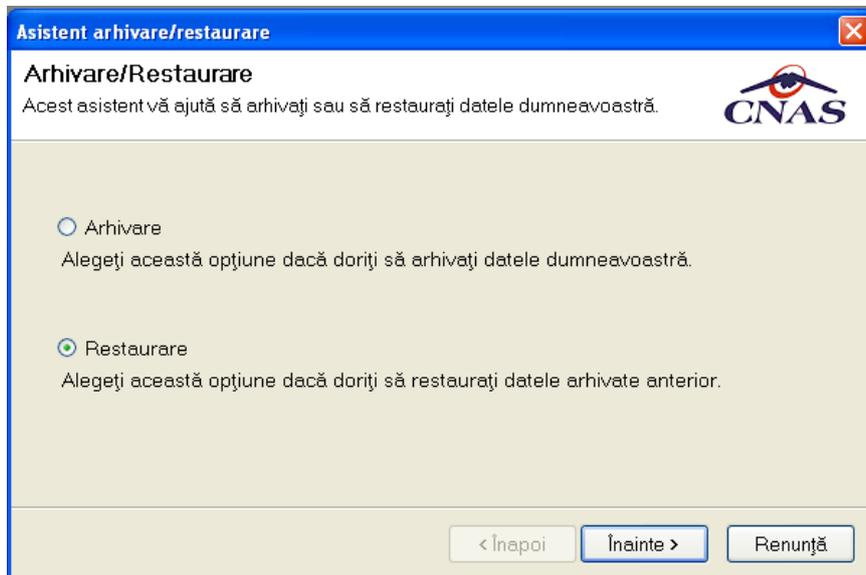 Asistent arhivare/restaurare
Arhivare/Restaurare
Acest asistent vă ajută să arhivaţi sau să restauraţi datele dumneavoastră.
CNAS
Arhivare
Alegeţi această opţiune dacă doriţi să arhivaţi datele dumneavoastră.
Restaurare
Alegeţi această opţiune dacă doriţi să restauraţi datele arhivate anterior.
< Înapoi
Înainte >
Renunţă